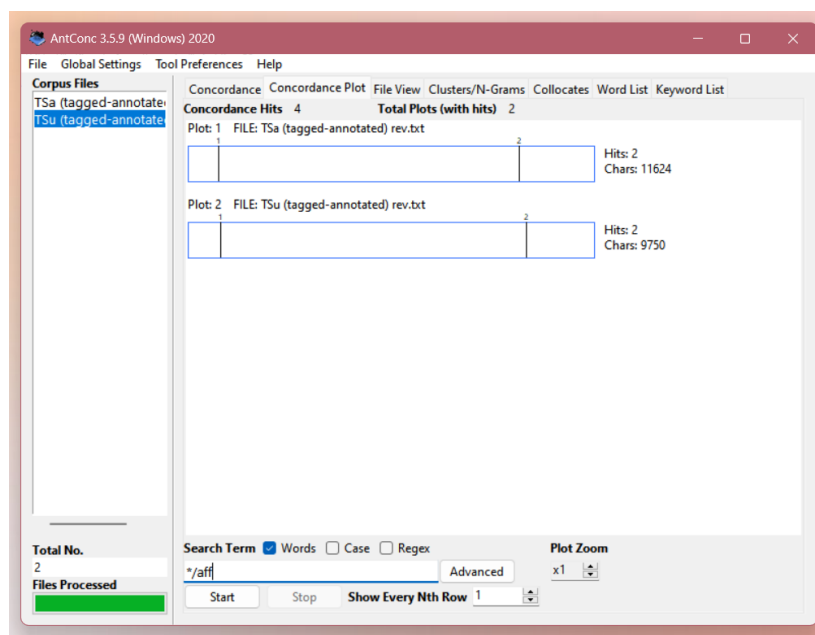 AntConc 3.5.9 (Windows) 2020
File Global Settings Tool Preferences Help
Corpus Files
TSa (tagged-annotate
TSu (tagged-annotate
Concordance Concordance Plot File View Clusters/N-Grams Collocates Word List Keyword List
Concordance Hits 4 Total Plots (with hits) 2
Plot: 1 FILE: TSa (tagged-annotated) rev.txt
1 2
Hits: 2
Chars: 11624
Plot: 2 FILE: TSu (tagged-annotated) rev.txt
1 2
Hits: 2
Chars: 9750
Total No.
2
Files Processed
Search Term Words Case Regex Plot Zoom
*/aff Advanced x1
Start Stop Show Every Nth Row 1